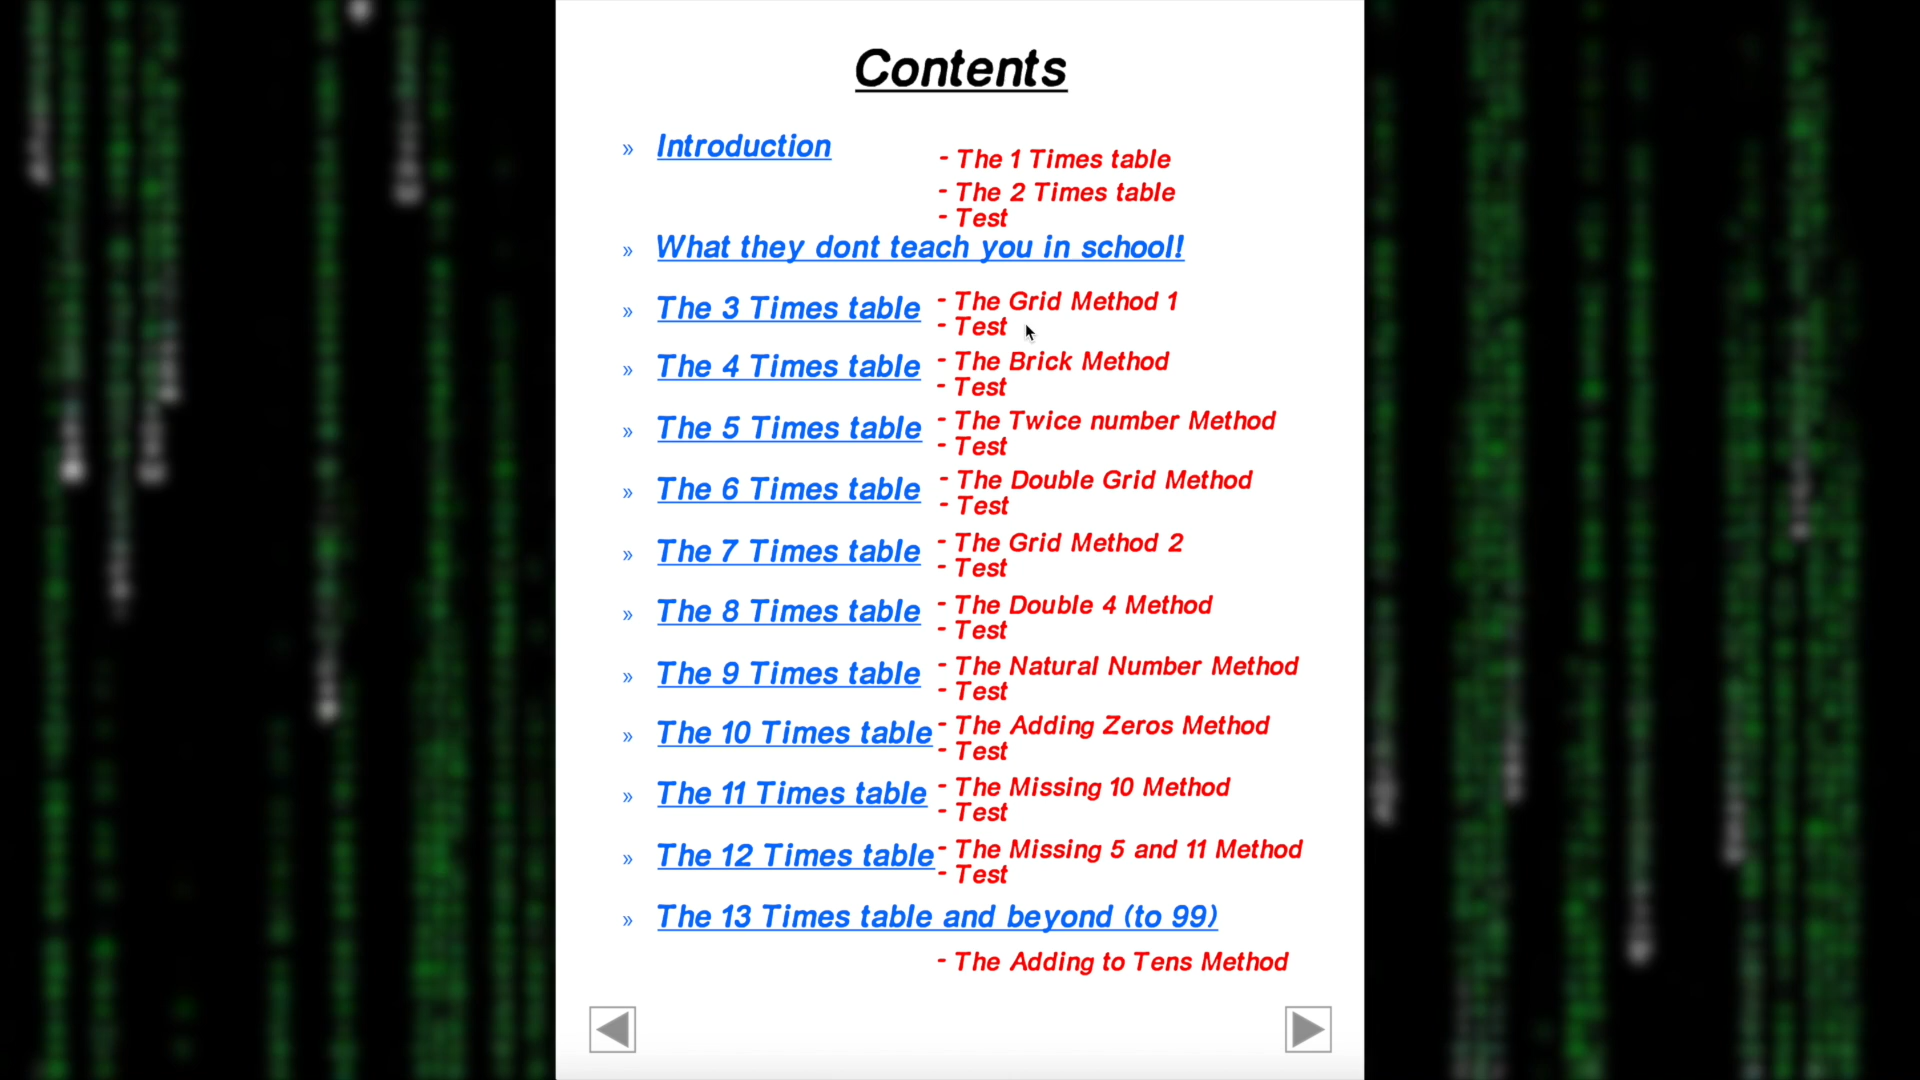 Contents
» Introduction
- The 1 Times table
- The 2 Times table
- Test
» What they dont teach you in school!
» The 3 Times table
- The Grid Method 1
- Test
» The 4 Times table
- The Brick Method
- Test
» The 5 Times table
- The Twice number Method
- Test
» The 6 Times table
- The Double Grid Method
- Test
» The 7 Times table
- The Grid Method 2
- Test
» The 8 Times table
- The Double 4 Method
- Test
» The 9 Times table
- The Natural Number Method
- Test
» The 10 Times table
- The Adding Zeros Method
- Test
» The 11 Times table
- The Missing 10 Method
- Test
» The 12 Times table
- The Missing 5 and 11 Method
- Test
» The 13 Times table and beyond (to 99)
- The Adding to Tens Method